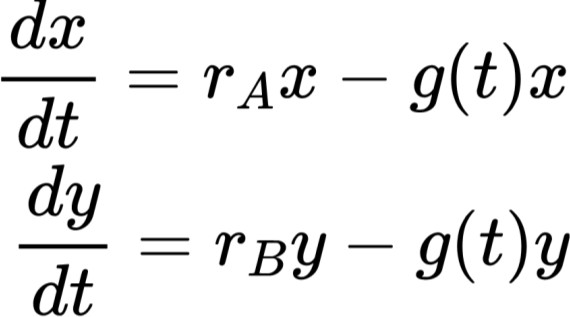 dx/dt = r_A x − g(t)x
dy/dt = r_B y − g(t)y